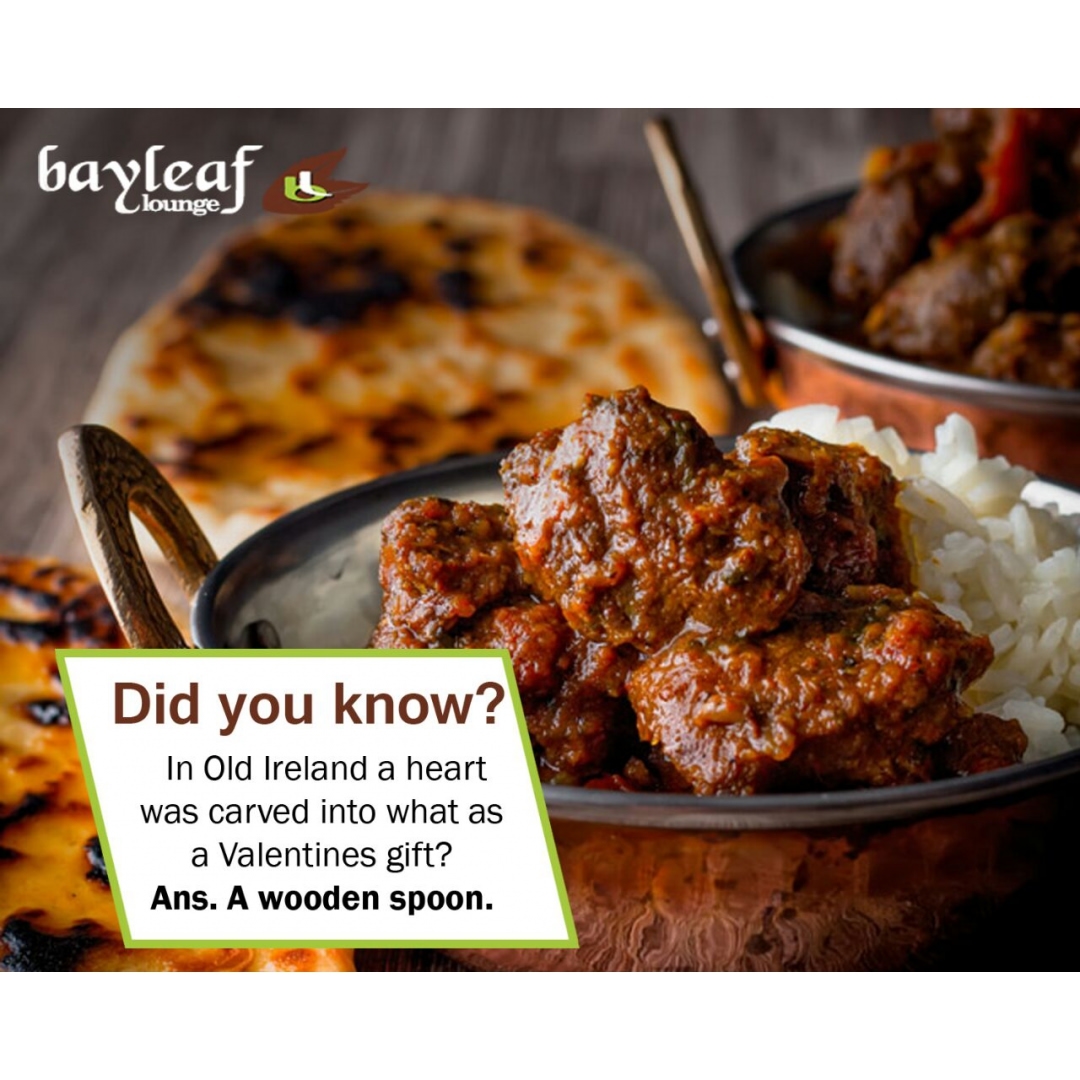 bayleaf
lounge
Did you know?
In Old Ireland a heart
was carved into what as
a Valentines gift?
Ans. A wooden spoon.